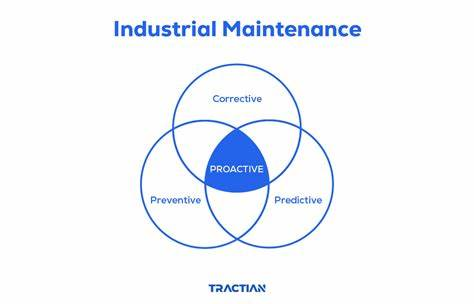 Industrial Maintenance
Corrective
PROACTIVE
Preventive
Predictive
TRACTIAN